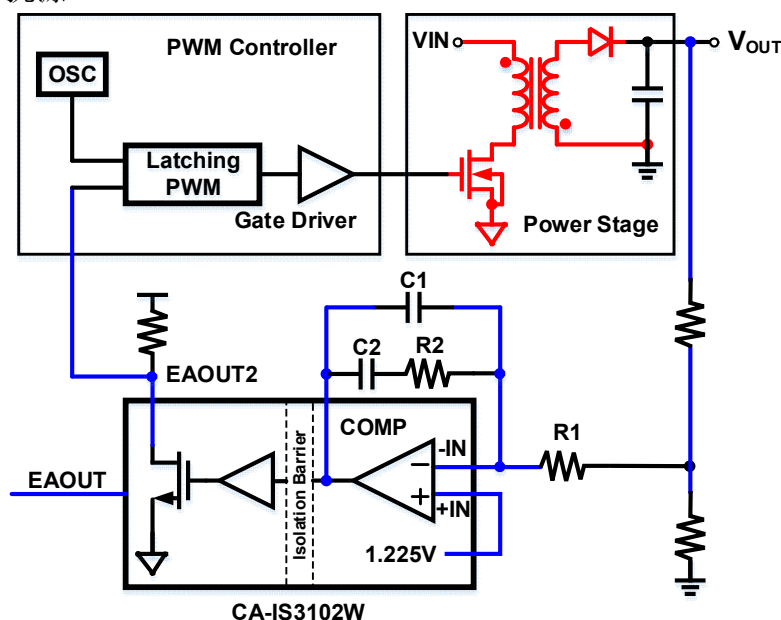 PWM Controller
OSC
Latching
PWM
Gate Driver
VIN
VOUT
Power Stage
C1
C2
R2
EAOUT2
COMP
-IN
R1
EAOUT
Isolation Barrier
+IN
1.225V
CA-IS3102W